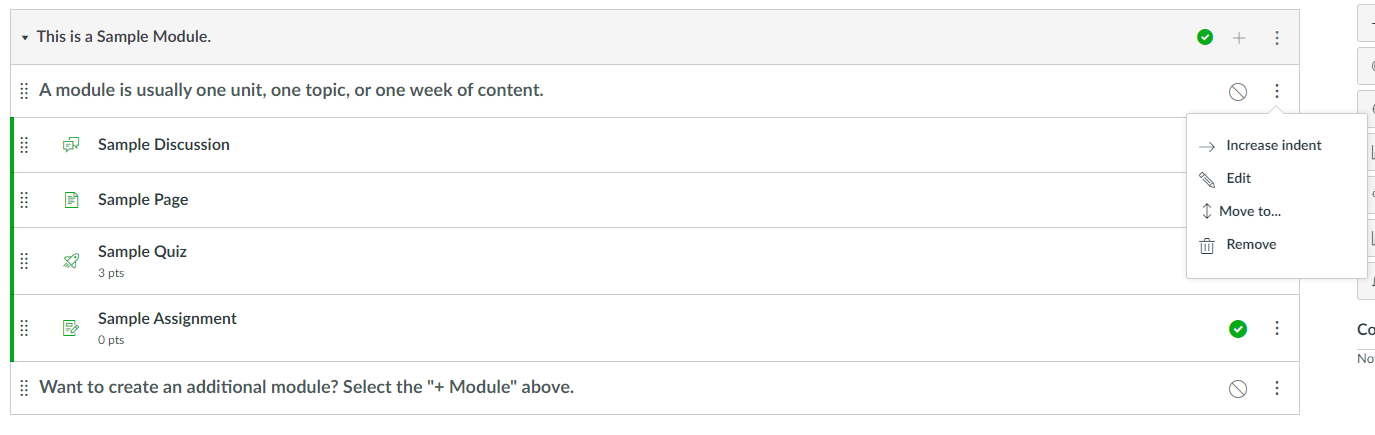 This is a Sample Module.
A module is usually one unit, one topic, or one week of content.
Sample Discussion
Increase indent
Edit
Sample Page
Move to...
Remove
Sample Quiz
3 pts
Sample Assignment
0 pts
Want to create an additional module? Select the "+ Module" above.
Co